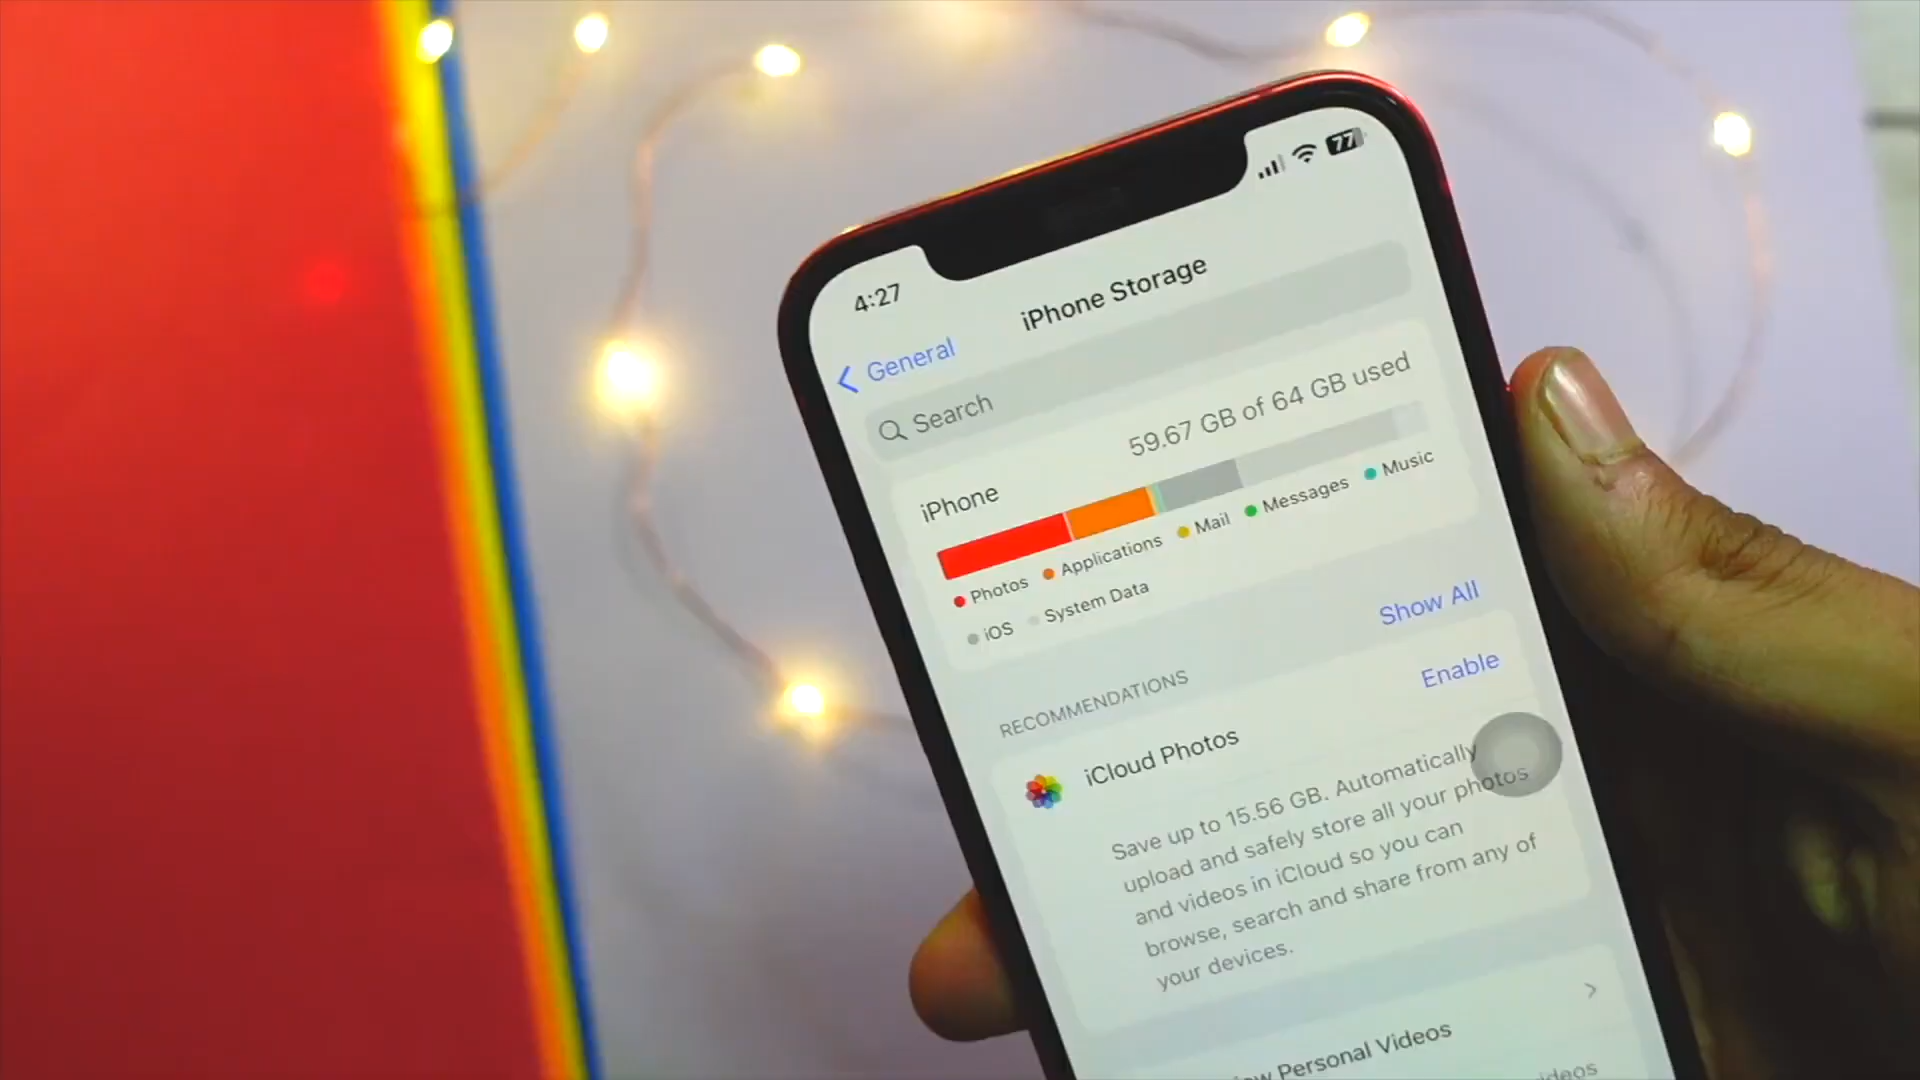 4:27
77
General
iPhone Storage
Search
iPhone
59.67 GB of 64 GB used
Photos
Applications
Mail
Messages
Music
iOS
System Data
RECOMMENDATIONS
Show All
iCloud Photos
Enable
Save up to 15.56 GB. Automatically
upload and safely store all your photos
and videos in iCloud so you can
browse, search and share from any of
your devices.
Personal Videos